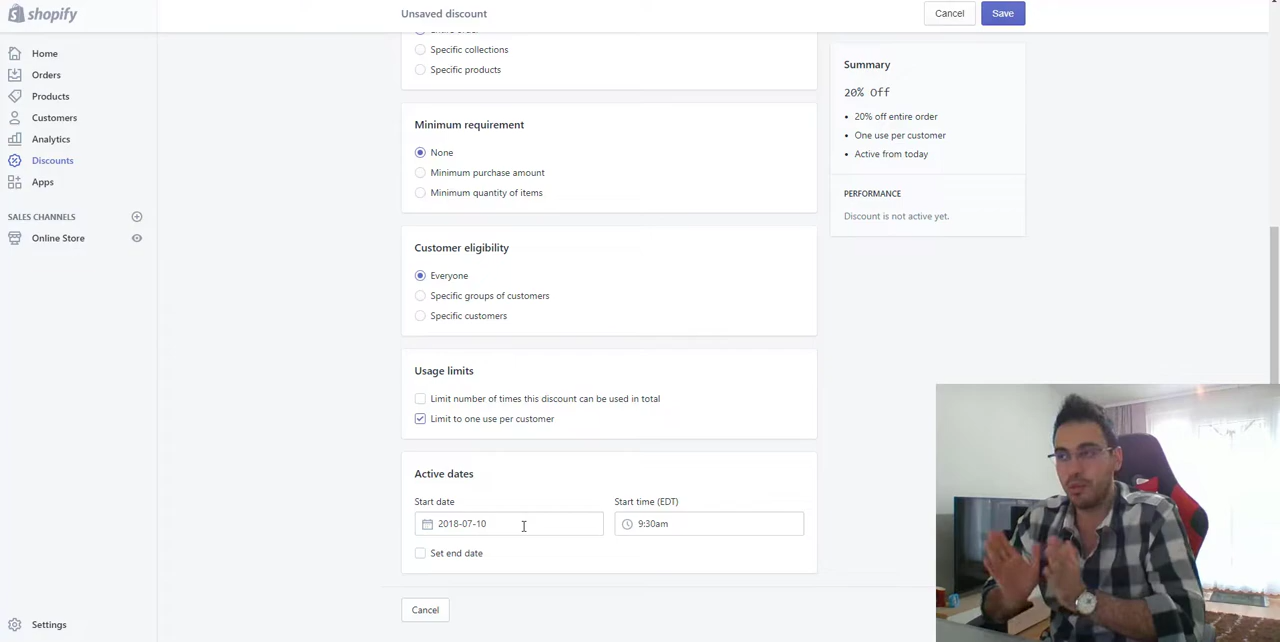 shopify
Unsaved discount
Cancel
Save
Home
Orders
Products
Customers
Analytics
Discounts
Apps
SALES CHANNELS
Online Store
Settings
Entire order
Specific collections
Specific products
Minimum requirement
None
Minimum purchase amount
Minimum quantity of items
Customer eligibility
Everyone
Specific groups of customers
Specific customers
Usage limits
Limit number of times this discount can be used in total
Limit to one use per customer
Active dates
Start date
Start time (EDT)
2018-07-10
9:30am
Set end date
Cancel
Summary
20% Off
• 20% off entire order
• One use per customer
• Active from today
PERFORMANCE
Discount is not active yet.